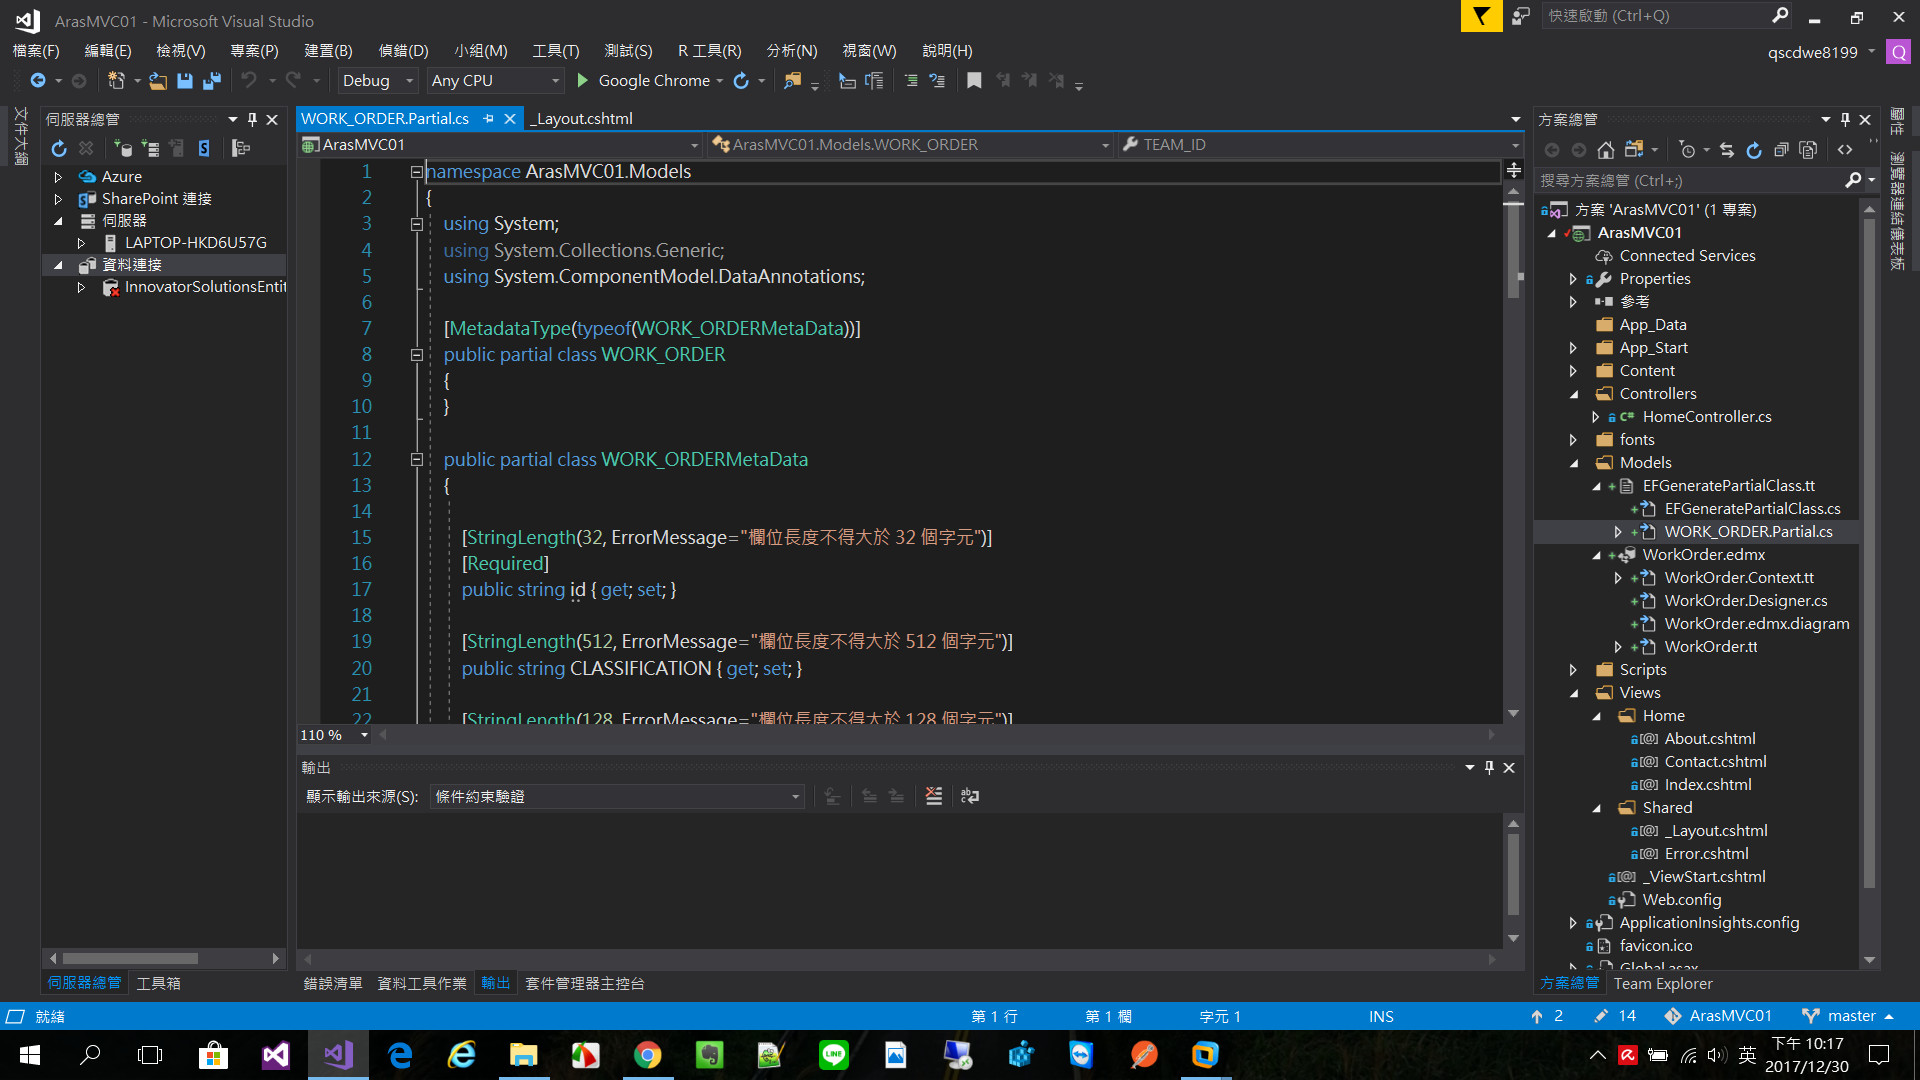 ArasMVC01 - Microsoft Visual Studio
快速啟動 (Ctrl+Q)
檔案(F) 編輯(E) 檢視(V) 專案(P) 建置(B) 偵錯(D) 小組(M) 工具(T) 測試(S) R 工具(R) 分析(N) 視窗(W) 說明(H)
qscdwe8199
Q
Debug
Any CPU
Google Chrome
文件大綱
伺服器總管
Azure
SharePoint 連接
伺服器
LAPTOP-HKD6U57G
資料連接
InnovatorSolutionsEntit
伺服器總管 工具箱
WORK_ORDER.Partial.cs
_Layout.cshtml
ArasMVC01
ArasMVC01.Models.WORK_ORDER
TEAM_ID
1 namespace ArasMVC01.Models
2 {
3 using System;
4 using System.Collections.Generic;
5 using System.ComponentModel.DataAnnotations;
6
7 [MetadataType(typeof(WORK_ORDERMetaData))]
8 public partial class WORK_ORDER
9 {
10 }
11
12 public partial class WORK_ORDERMetaData
13 {
14
15 [StringLength(32, ErrorMessage="欄位長度不得大於 32 個字元")]
16 [Required]
17 public string id { get; set; }
18
19 [StringLength(512, ErrorMessage="欄位長度不得大於 512 個字元")]
20 public string CLASSIFICATION { get; set; }
21
22 [StringLength(128, ErrorMessage="欄位長度不得大於 128 個字元")]
110 %
輸出
顯示輸出來源(S): 條件約束驗證
錯誤清單 資料工具作業 輸出 套件管理器主控台
方案總管
搜尋方案總管 (Ctrl+;)
方案 'ArasMVC01' (1 專案)
ArasMVC01
Connected Services
Properties
參考
App_Data
App_Start
Content
Controllers
C# HomeController.cs
fonts
Models
EFGeneratePartialClass.tt
EFGeneratePartialClass.cs
WORK_ORDER.Partial.cs
WorkOrder.edmx
WorkOrder.Context.tt
WorkOrder.Designer.cs
WorkOrder.edmx.diagram
WorkOrder.tt
Scripts
Views
Home
[@] About.cshtml
[@] Contact.cshtml
[@] Index.cshtml
Shared
[@] _Layout.cshtml
[@] Error.cshtml
[@] _ViewStart.cshtml
Web.config
ApplicationInsights.config
favicon.ico
Global.asax
方案總管 Team Explorer
屬性
瀏覽器連結儀表板
就緒
第 1 行
第 1 欄
字元 1
INS
2
14
ArasMVC01
master
LINE
英
下午 10:17
2017/12/30